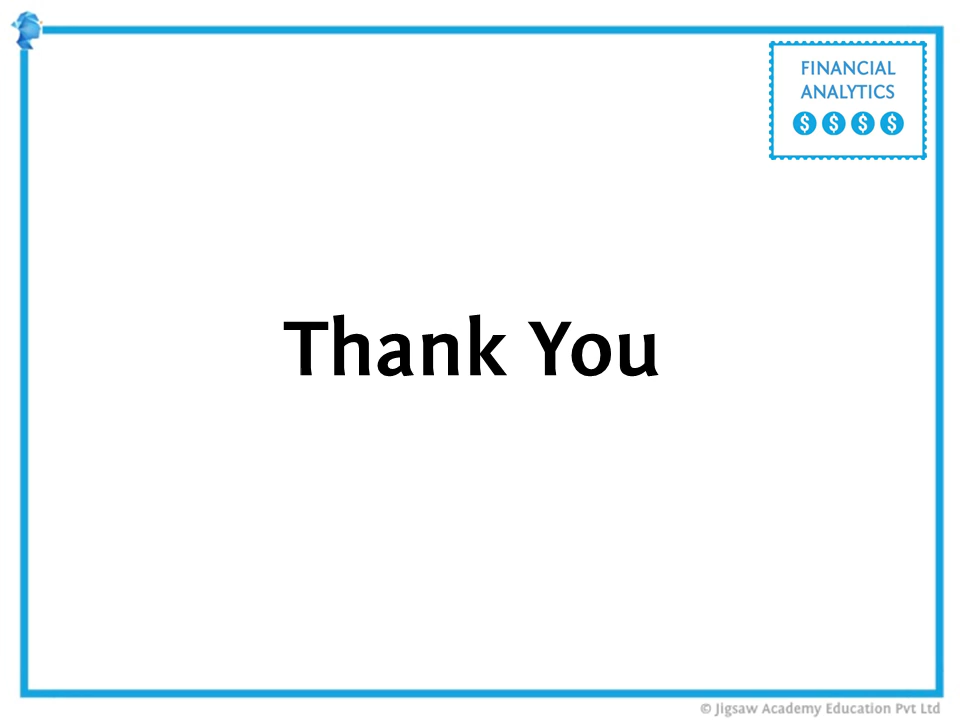 FINANCIAL
ANALYTICS
$ $ $ $
Thank You
© Jigsaw Academy Education Pvt Ltd